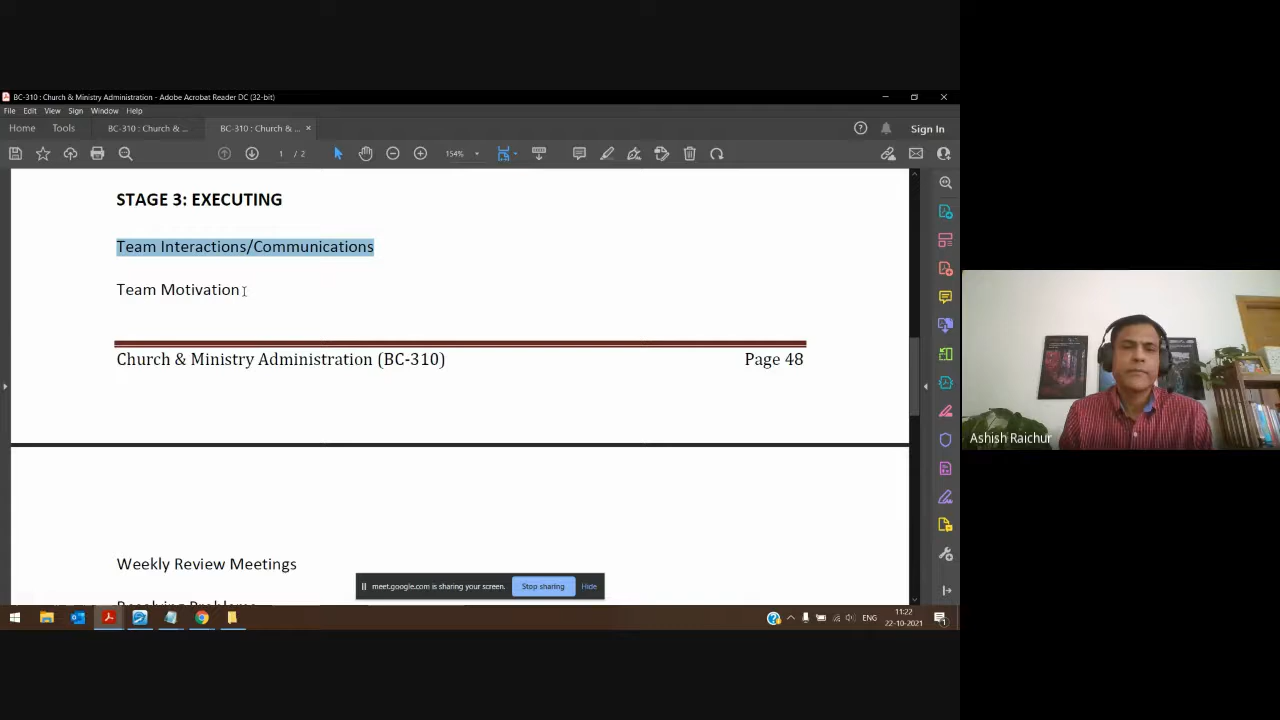 BC-310 : Church & Ministry Administration - Adobe Acrobat Reader DC (32-bit)
File Edit View Sign Window Help
Home Tools BC-310 : Church & ... BC-310 : Church & ... × Sign In
1 / 2 154%
STAGE 3: EXECUTING
Team Interactions/Communications
Team Motivation
Church & Ministry Administration (BC-310) Page 48
Ashish Raichur
Weekly Review Meetings
meet.google.com is sharing your screen. Stop sharing Hide
Resolving Problems
ENG 11:22
22-10-2021